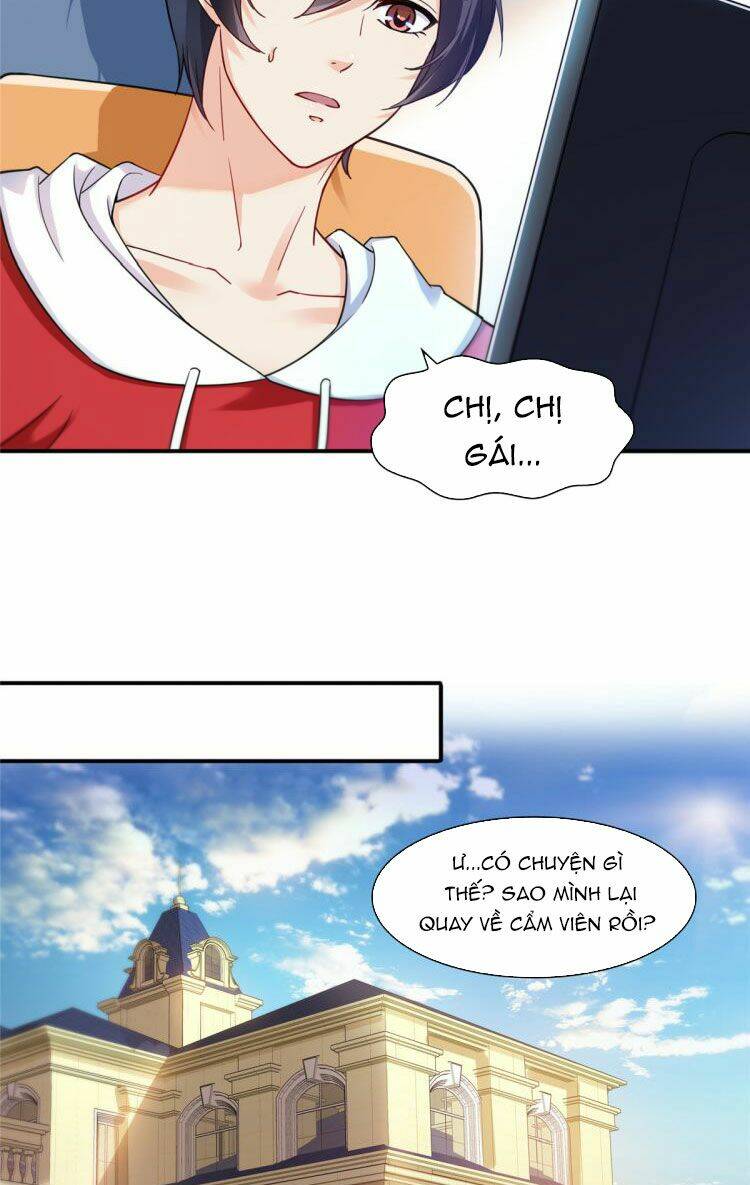 CHỊ, CHỊ
GÁI...
Ư...CÓ CHUYỆN GÌ
THẾ? SAO MÌNH LẠI
QUAY VỀ CẨM VIÊN RỒI?